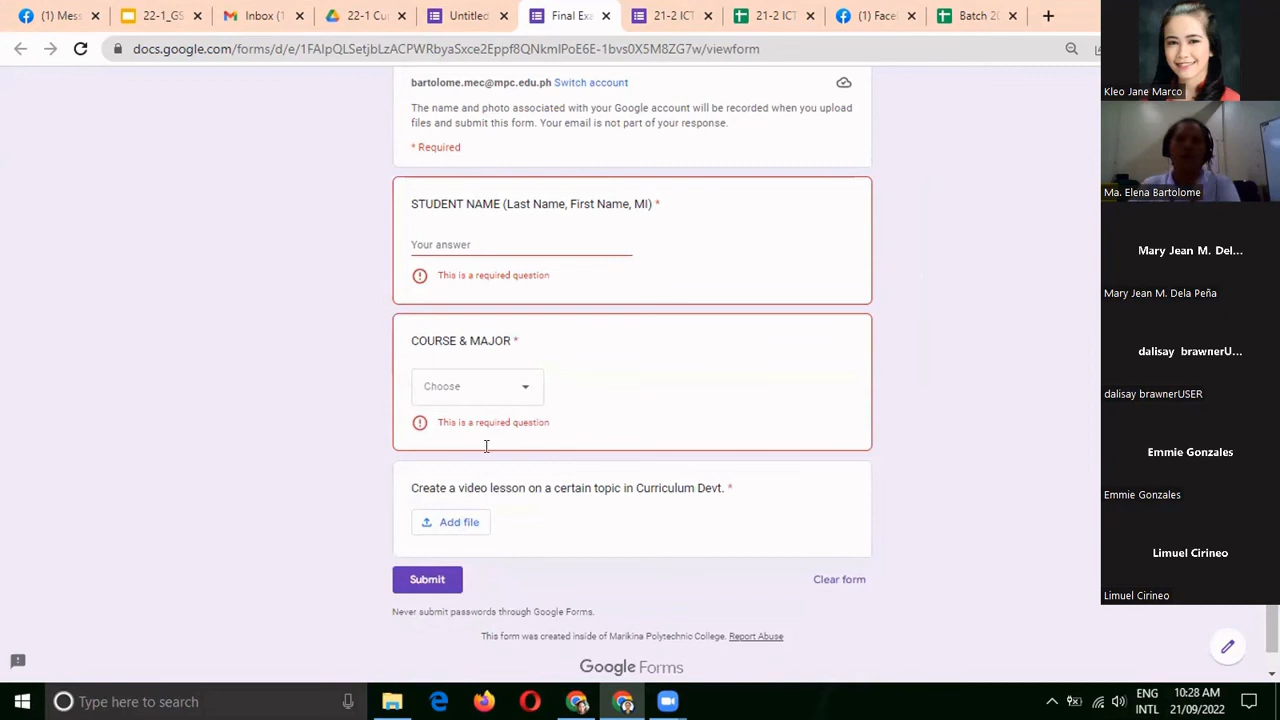 (1) Mess
22-1_GS
Inbox (1
22-1 Cur
Untitled
Final Exa
21-2 ICT
21-2 ICT
(1) Facel
Batch 20
docs.google.com/forms/d/e/1FAIpQLSetjbLzACPWRbyaSxce2Eppf8QNkmIPoE6E-1bvs0X5M8ZG7w/viewform
bartolome.mec@mpc.edu.ph Switch account
The name and photo associated with your Google account will be recorded when you upload
files and submit this form. Your email is not part of your response.
* Required
STUDENT NAME (Last Name, First Name, MI) *
Your answer
This is a required question
COURSE & MAJOR *
Choose
This is a required question
Create a video lesson on a certain topic in Curriculum Devt. *
Add file
Submit
Clear form
Never submit passwords through Google Forms.
This form was created inside of Marikina Polytechnic College. Report Abuse
Google Forms
Kleo Jane Marco
Ma. Elena Bartolome
Mary Jean M. Del...
Mary Jean M. Dela Peña
dalisay brawnerU...
dalisay brawnerUSER
Emmie Gonzales
Emmie Gonzales
Limuel Cirineo
Limuel Cirineo
Type here to search
ENG
INTL
10:28 AM
21/09/2022